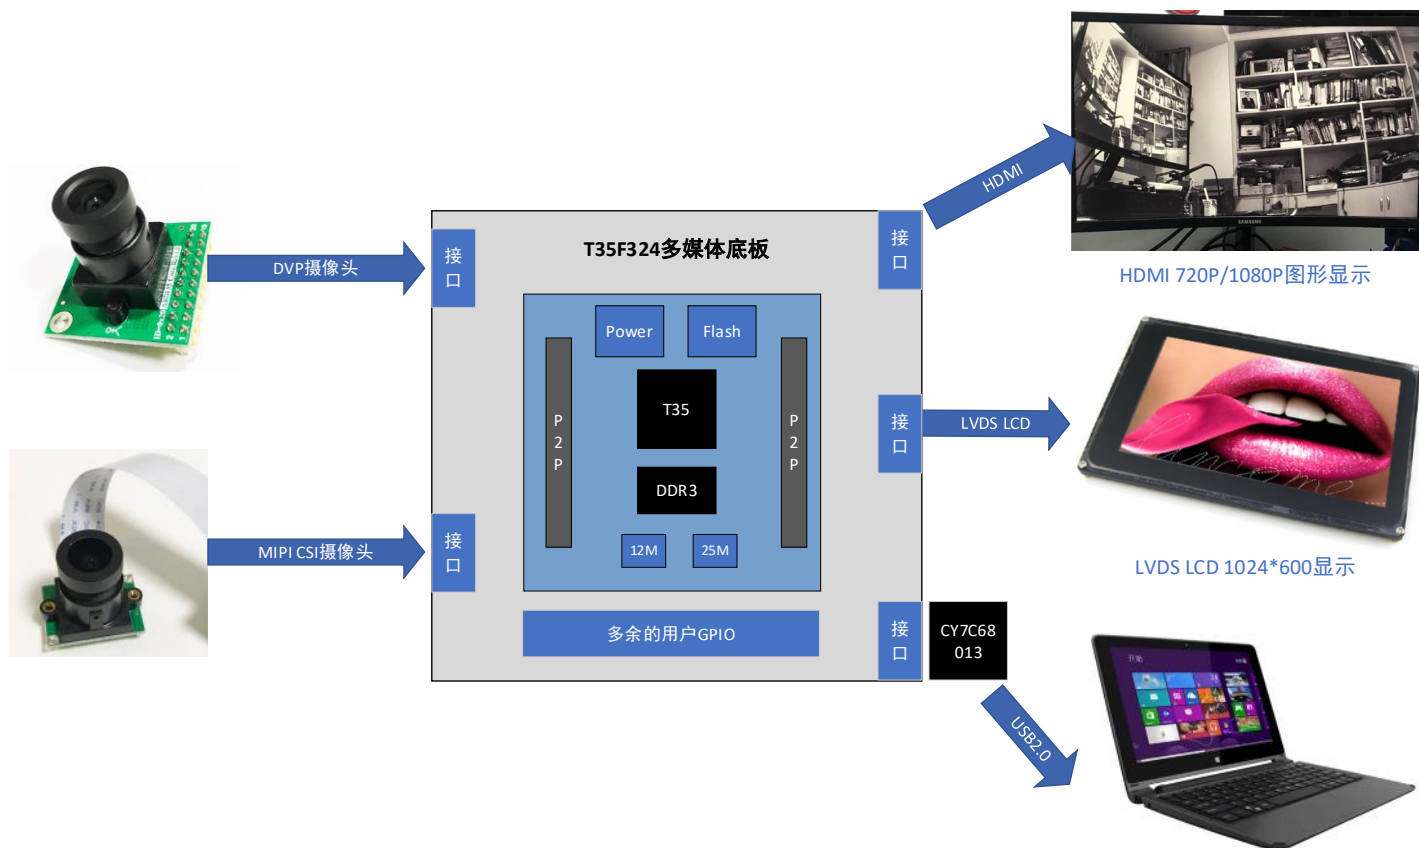 T35F324多媒体底板
接
口
DVP摄像头
接
口
MIPI CSI摄像头
Power
Flash
P
2
P
T35
DDR3
12M
25M
P
2
P
多余的用户GPIO
接
口
HDMI
SAMSUNG
HDMI 720P/1080P图形显示
接
口
LVDS LCD
LVDS LCD 1024*600显示
接
口
CY7C68
013
USB2.0
开始